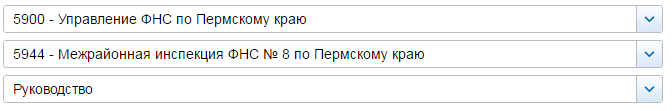 5900 - Управление ФНС по Пермскому краю
5944 - Межрайонная инспекция ФНС № 8 по Пермскому краю
Руководство